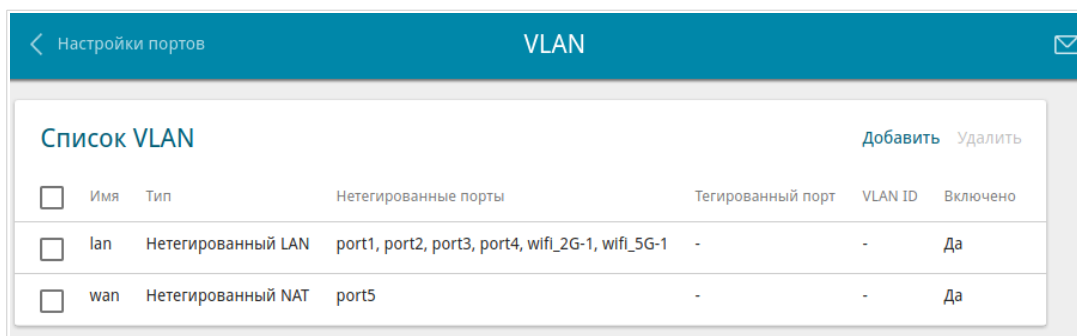 Настройки портов VLAN
Список VLAN Добавить Удалить
Имя Тип Нетегированные порты Тегированный порт VLAN ID Включено
lan Нетегированный LAN port1, port2, port3, port4, wifi_2G-1, wifi_5G-1 - - Да
wan Нетегированный NAT port5 - - Да